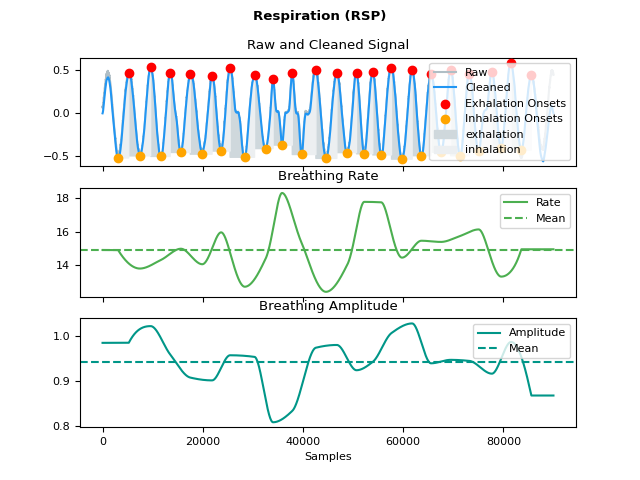 Respiration (RSP)
Raw and Cleaned Signal
0.5
0.0
−0.5
Raw
Cleaned
Exhalation Onsets
Inhalation Onsets
exhalation
inhalation
Breathing Rate
18
16
14
Rate
Mean
Breathing Amplitude
1.0
0.9
0.8
Amplitude
Mean
0
20000
40000
60000
80000
Samples